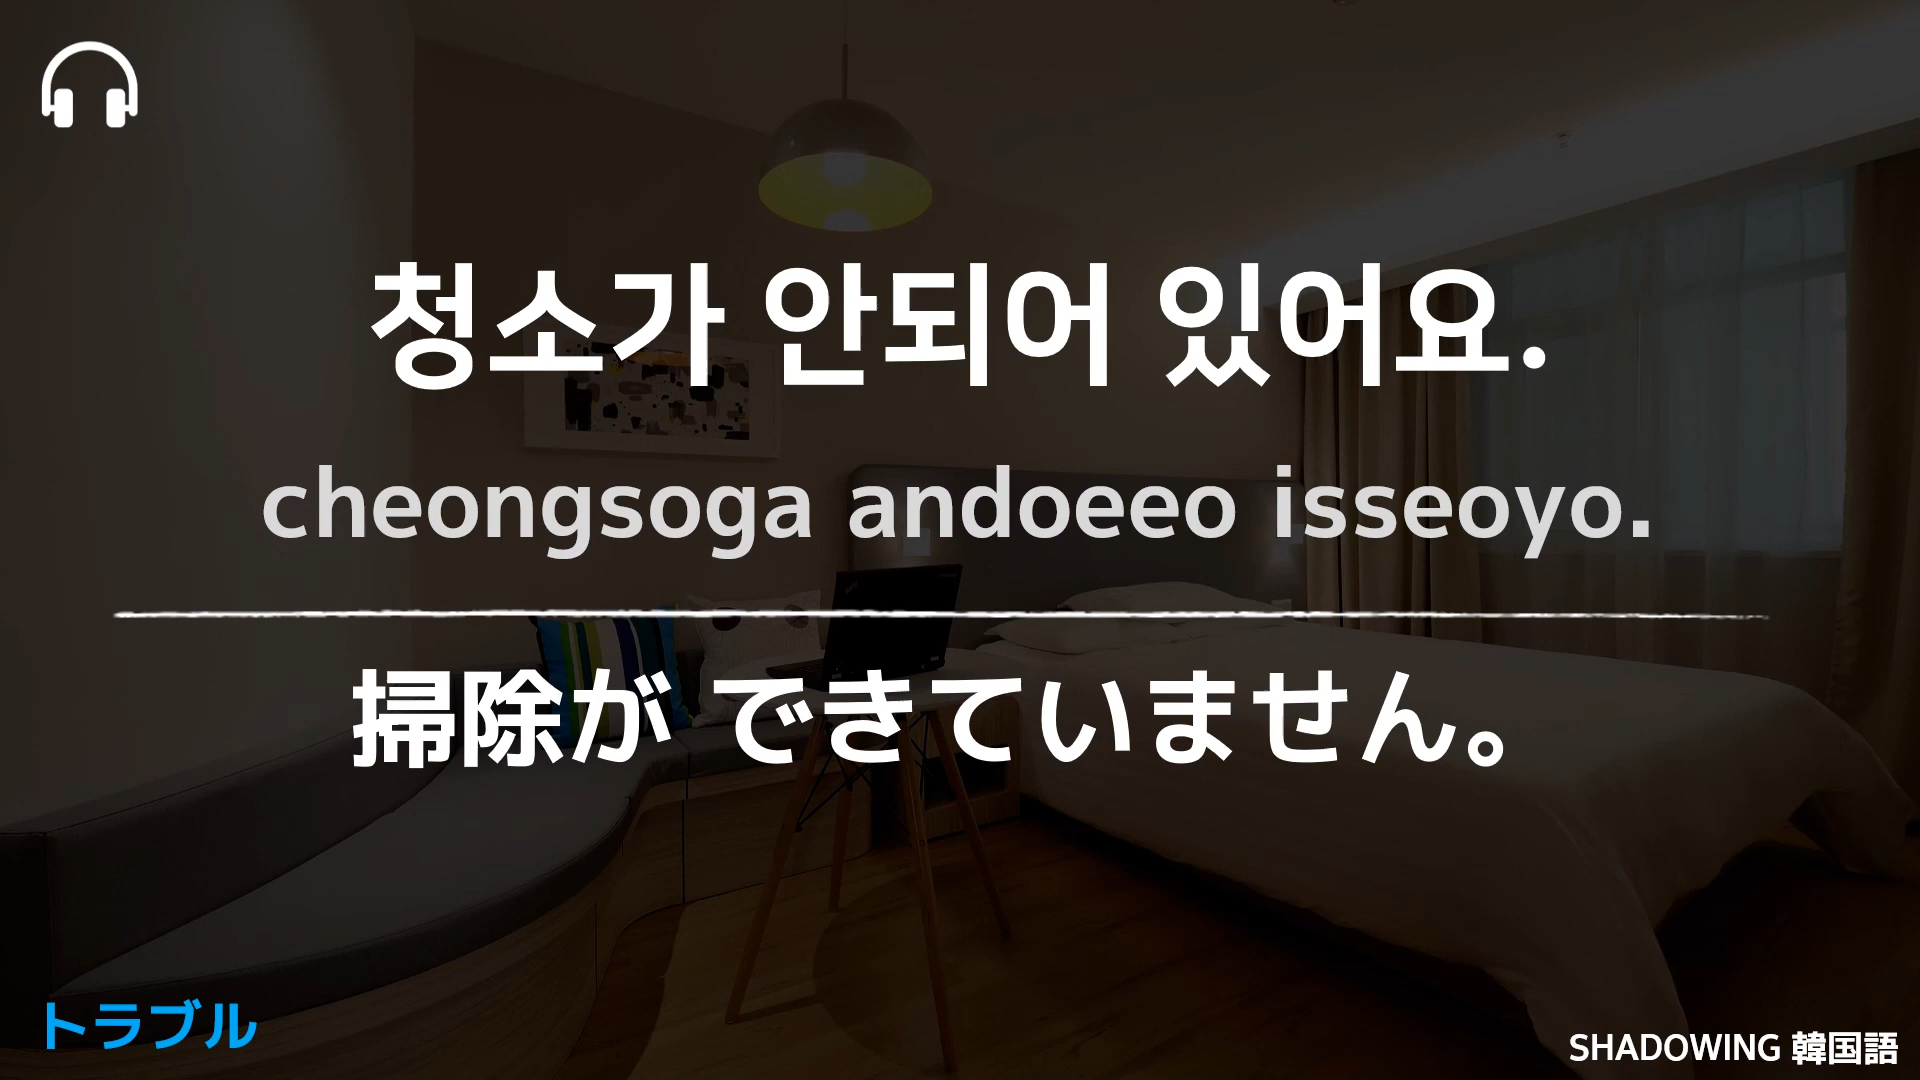 청소가 안되어 있어요.
cheongsoga andoeeo isseoyo.
掃除が できていません。
トラブル
SHADOWING 韓国語